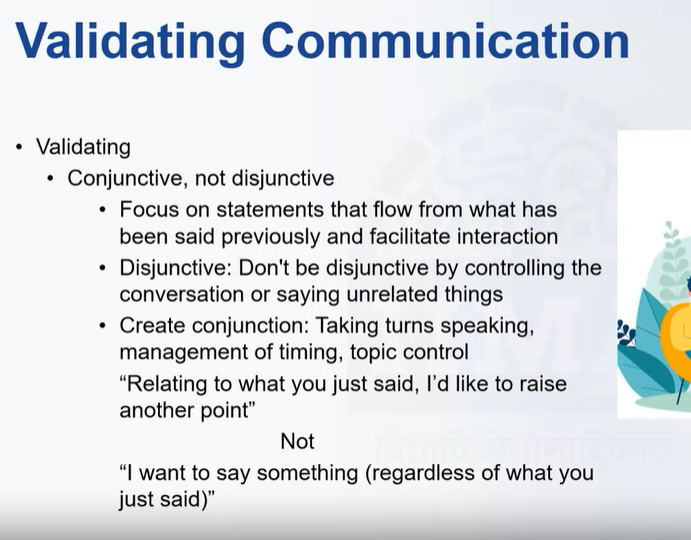 Validating Communication
• Validating
• Conjunctive, not disjunctive
• Focus on statements that flow from what has
been said previously and facilitate interaction
• Disjunctive: Don't be disjunctive by controlling the
conversation or saying unrelated things
• Create conjunction: Taking turns speaking,
management of timing, topic control
“Relating to what you just said, I’d like to raise
another point”
Not
“I want to say something (regardless of what you
just said)”